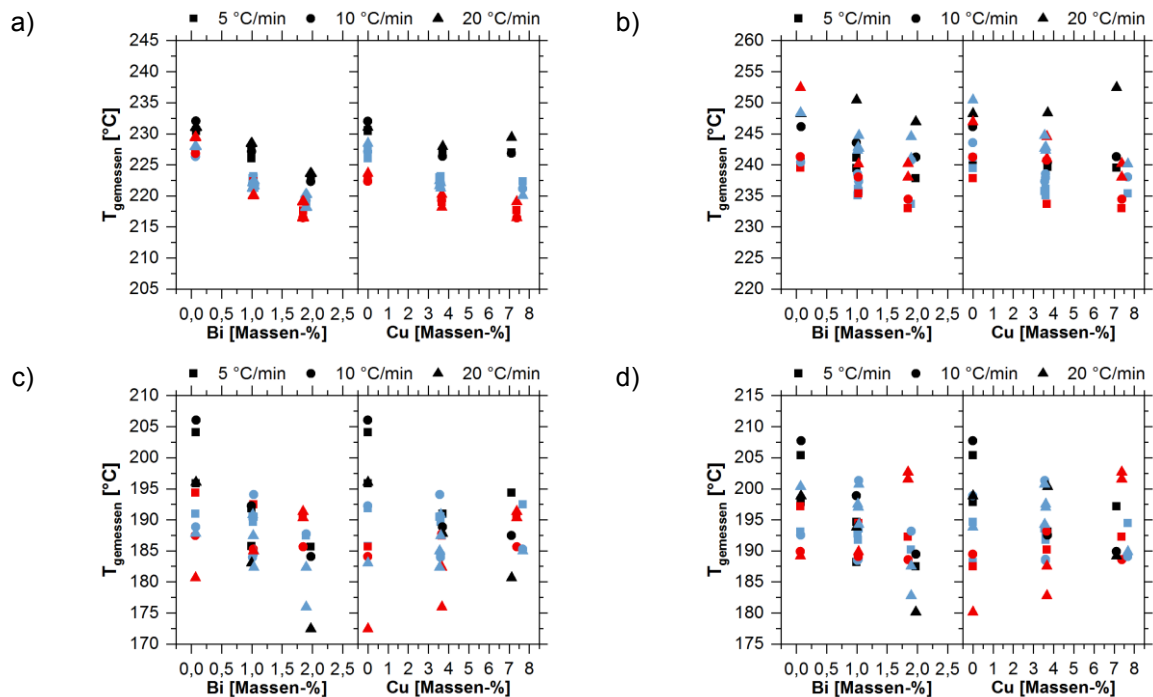 a)
■ 5 °C/min ● 10 °C/min ▲ 20 °C/min
245
240
235
230
225
220
215
210
205
T gemessen [°C]
0,0 0,5 1,0 1,5 2,0 2,5 0 1 2 3 4 5 6 7 8
Bi [Massen-%] Cu [Massen-%]
b)
■ 5 °C/min ● 10 °C/min ▲ 20 °C/min
260
255
250
245
240
235
230
225
220
T gemessen [°C]
0,0 0,5 1,0 1,5 2,0 2,5 0 1 2 3 4 5 6 7 8
Bi [Massen-%] Cu [Massen-%]
c)
■ 5 °C/min ● 10 °C/min ▲ 20 °C/min
210
205
200
195
190
185
180
175
170
T gemessen [°C]
0,0 0,5 1,0 1,5 2,0 2,5 0 1 2 3 4 5 6 7 8
Bi [Massen-%] Cu [Massen-%]
d)
■ 5 °C/min ● 10 °C/min ▲ 20 °C/min
215
210
205
200
195
190
185
180
175
T gemessen [°C]
0,0 0,5 1,0 1,5 2,0 2,5 0 1 2 3 4 5 6 7 8
Bi [Massen-%] Cu [Massen-%]